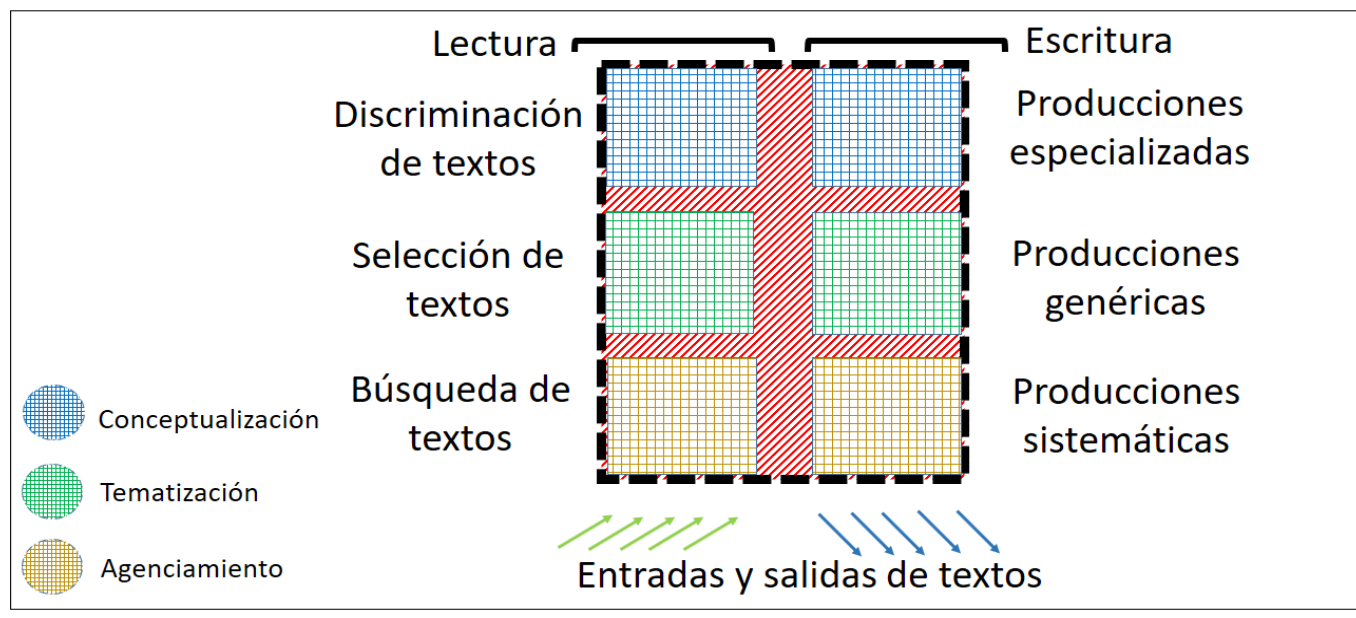 Lectura
Escritura
Discriminación
de textos
Producciones
especializadas
Selección de
textos
Producciones
genéricas
Búsqueda de
textos
Producciones
sistemáticas
Conceptualización
Tematización
Agenciamiento
Entradas y salidas de textos